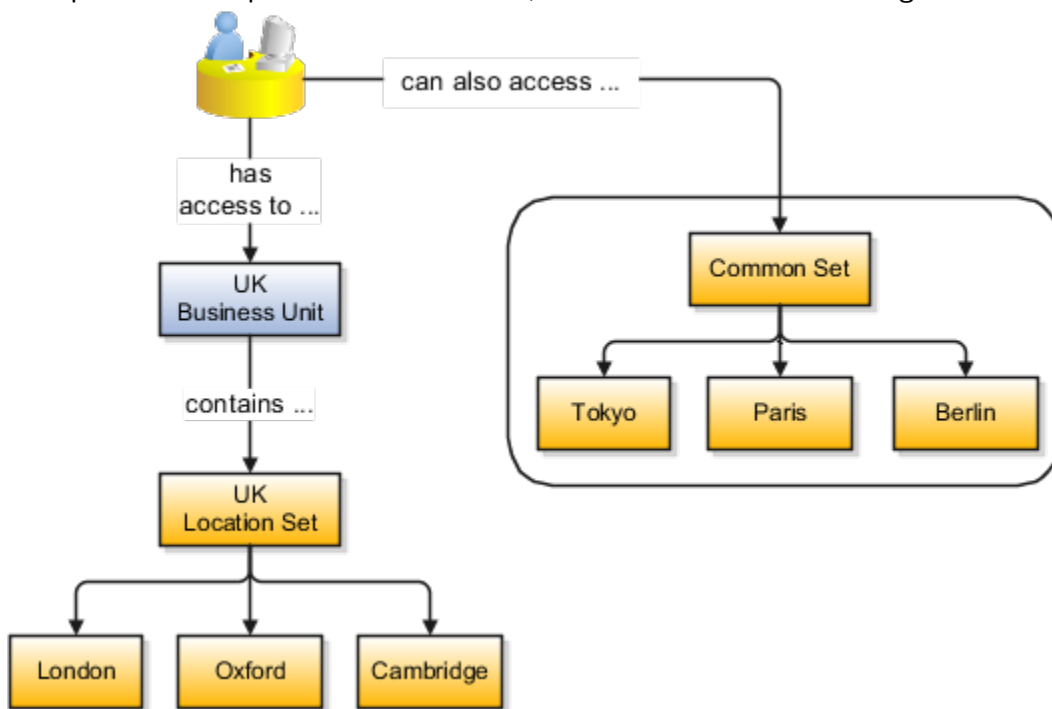 can also access ...
has
access to ...
UK
Business Unit
Common Set
Tokyo
Paris
Berlin
contains ...
UK
Location Set
London
Oxford
Cambridge